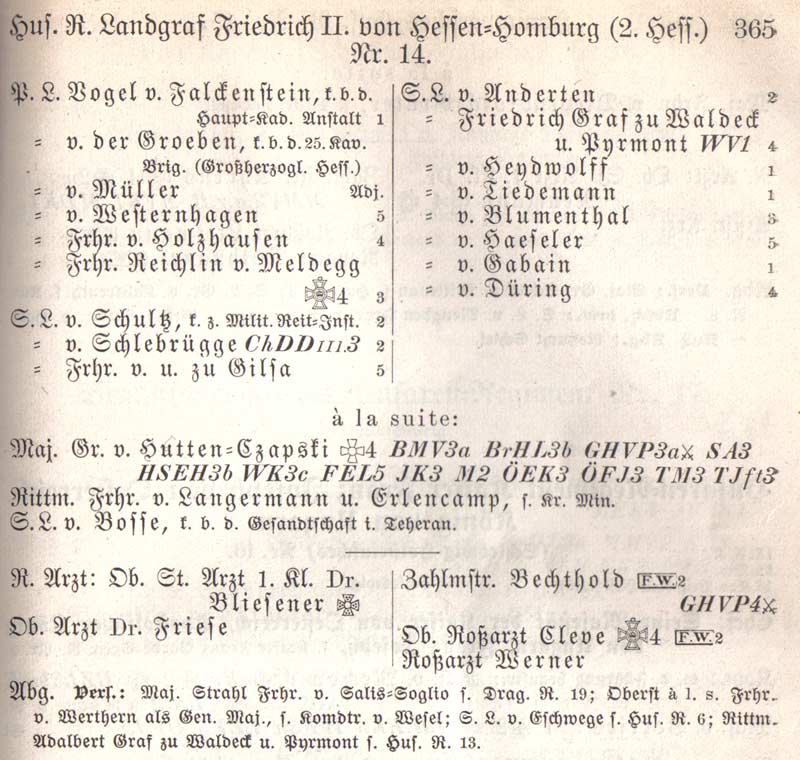 Hus. R. Landgraf Friedrich II. von Hessen-Homburg (2. Hess.) 365
Nr. 14.
P. L. Vogel v. Falckenstein, k. b. d.
Haupt-Kad. Anstalt 1
= v. der Groeben, k. b. d. 25. Kav.
Brig. (Großherzogl. Hess.)
= v. Müller Adj.
= v. Westernhagen 5
= Frhr. v. Holzhausen 4
= Frhr. Reichlin v. Meldegg
4 3
S. L. v. Schultz, k. z. Milit. Reit-Inst. 2
= v. Schlebrügge ChDDIII.3 2
= Frhr. v. u. zu Gilsa 5
S. L. v. Anderten 2
= Friedrich Graf zu Waldeck
u. Pyrmont WV1 4
= v. Heydwolff 1
= v. Tiedemann 1
= v. Blumenthal 3
= v. Haeseler 5
= v. Gabain 1
= v. Düring 4
à la suite:
Maj. Gr. v. Hutten-Czapski 4 BMV3a BrHL3b GHVP3a⚔ SA3
HSEH3b WK3c FEL5 JK3 M2 ÖEK3 ÖFJ3 TM3 TJft3
Rittm. Frhr. v. Langermann u. Erlencamp, s. Kr. Min.
S. L. v. Bosse, k. b. d. Gesandtschaft i. Teheran.
R. Arzt: Ob. St. Arzt 1. Kl. Dr.
Bliesener
Ob. Arzt Dr. Friese
Zahlmstr. Bechthold F.W.2
GHVP4⚔
Ob. Roßarzt Cleve 4 F.W.2
Roßarzt Werner
Abg. Vers.: Maj. Strahl Frhr. v. Salis-Soglio s. Drag. R. 19; Oberst à l. s. Frhr.
v. Werthern als Gen. Maj., s. Komdtr. v. Wesel; S. L. v. Eschwege s. Hus. R. 6; Rittm.
Adalbert Graf zu Waldeck u. Pyrmont s. Hus. R. 13.